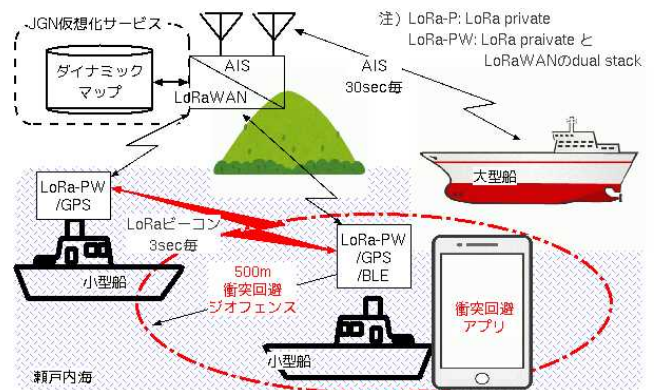 JGN仮想化サービス
ダイナミック
マップ
AIS
LoRaWAN
AIS
30sec毎
注）LoRa-P: LoRa private
LoRa-PW: LoRa praivate と
LoRaWANのdual stack
大型船
LoRa-PW
/GPS
LoRaビーコン
3sec毎
小型船
LoRa-PW
/GPS
/BLE
500m
衝突回避
ジオフェンス
衝突回避
アプリ
小型船
瀬戸内海